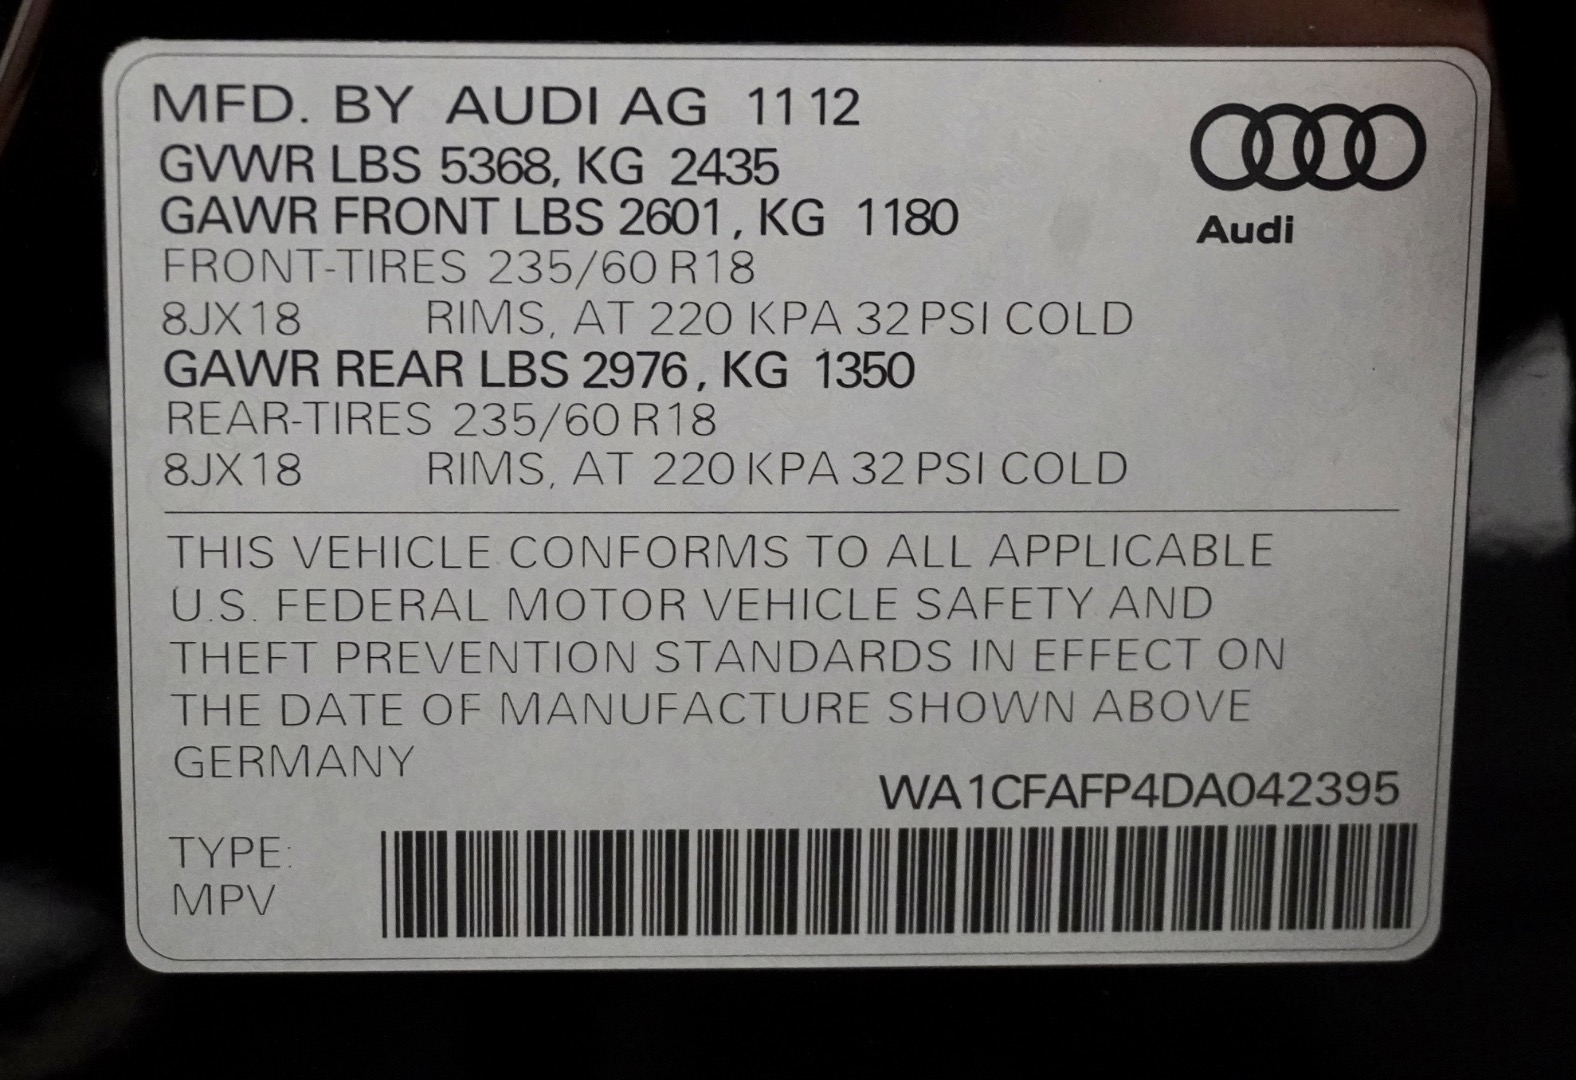 MFD. BY AUDI AG 11 12
GVWR LBS 5368, KG 2435
GAWR FRONT LBS 2601, KG 1180
FRONT-TIRES 235/60 R18
8JX18 RIMS, AT 220 KPA 32 PSI COLD
GAWR REAR LBS 2976, KG 1350
REAR-TIRES 235/60 R18
8JX18 RIMS, AT 220 KPA 32 PSI COLD
Audi
THIS VEHICLE CONFORMS TO ALL APPLICABLE
U.S. FEDERAL MOTOR VEHICLE SAFETY AND
THEFT PREVENTION STANDARDS IN EFFECT ON
THE DATE OF MANUFACTURE SHOWN ABOVE
GERMANY
WA1CFAFP4DA042395
TYPE:
MPV